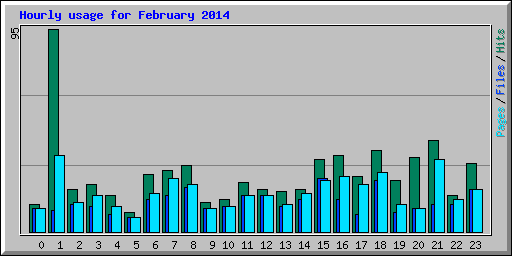 Hourly usage for February 2014
95
Pages/Files/Hits
0 1 2 3 4 5 6 7 8 9 10 11 12 13 14 15 16 17 18 19 20 21 22 23